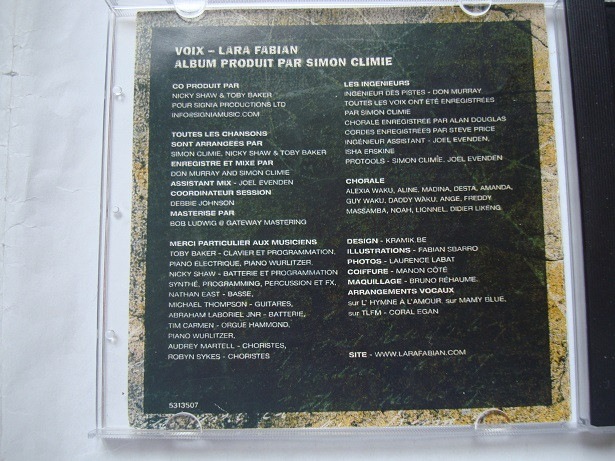 VOIX – LARA FABIAN
ALBUM PRODUIT PAR SIMON CLIMIE
CO PRODUIT PAR
NICKY SHAW & TOBY BAKER
POUR SIGNIA PRODUCTIONS LTD
INFO@SIGNIAMUSIC.COM
TOUTES LES CHANSONS
SONT ARRANGEES PAR
SIMON CLIMIE, NICKY SHAW & TOBY BAKER
ENREGISTRE ET MIXE PAR
DON MURRAY AND SIMON CLIMIE
ASSISTANT MIX - JOEL EVENDEN
COORDINATEUR SESSION
DEBBIE JOHNSON
MASTERISE PAR
BOB LUDWIG @ GATEWAY MASTERING
MERCI PARTICULIER AUX MUSICIENS
TOBY BAKER - CLAVIER ET PROGRAMMATION,
PIANO ELECTRIQUE, PIANO WURLITZER,
NICKY SHAW - BATTERIE ET PROGRAMMATION
SYNTHÉ, PROGRAMMING, PERCUSSION ET FX,
NATHAN EAST - BASSE,
MICHAEL THOMPSON - GUITARES,
ABRAHAM LABORIEL JNR - BATTERIE,
TIM CARMEN - ORGUE HAMMOND,
PIANO WURLITZER,
AUDREY MARTELL - CHORISTES,
ROBYN SYKES - CHORISTES
5313507
LES INGENIEURS
INGÉNIEUR DES PISTES - DON MURRAY
TOUTES LES VOIX ONT ÉTÉ ENREGISTRÉES
PAR SIMON CLIMIE
CHORALE ENREGISTRÉE PAR ALAN DOUGLAS
CORDES ENREGISTRÉES PAR STEVE PRICE
INGÉNIEUR ASSISTANT - JOEL EVENDEN,
ISHA ERSKINE
PROTOOLS - SIMON CLIMIE, JOEL EVENDEN
CHORALE
ALEXIA WAKU, ALINE, MADINA, DESTA, AMANDA,
GUY WAKU, DADDY WAKU, ANGE, FREDDY
MASSAMBA, NOAH, LIONNEL, DIDIER LIKENG
DESIGN - KRAMIK.BE
ILLUSTRATIONS - FABIAN SBARRO
PHOTOS - LAURENCE LABAT
COIFFURE - MANON CÔTÉ
MAQUILLAGE - BRUNO RÉHAUME,
ARRANGEMENTS VOCAUX
sur L' HYMNE À L'AMOUR, sur MAMY BLUE,
sur TLFM - CORAL EGAN
SITE - WWW.LARAFABIAN.COM